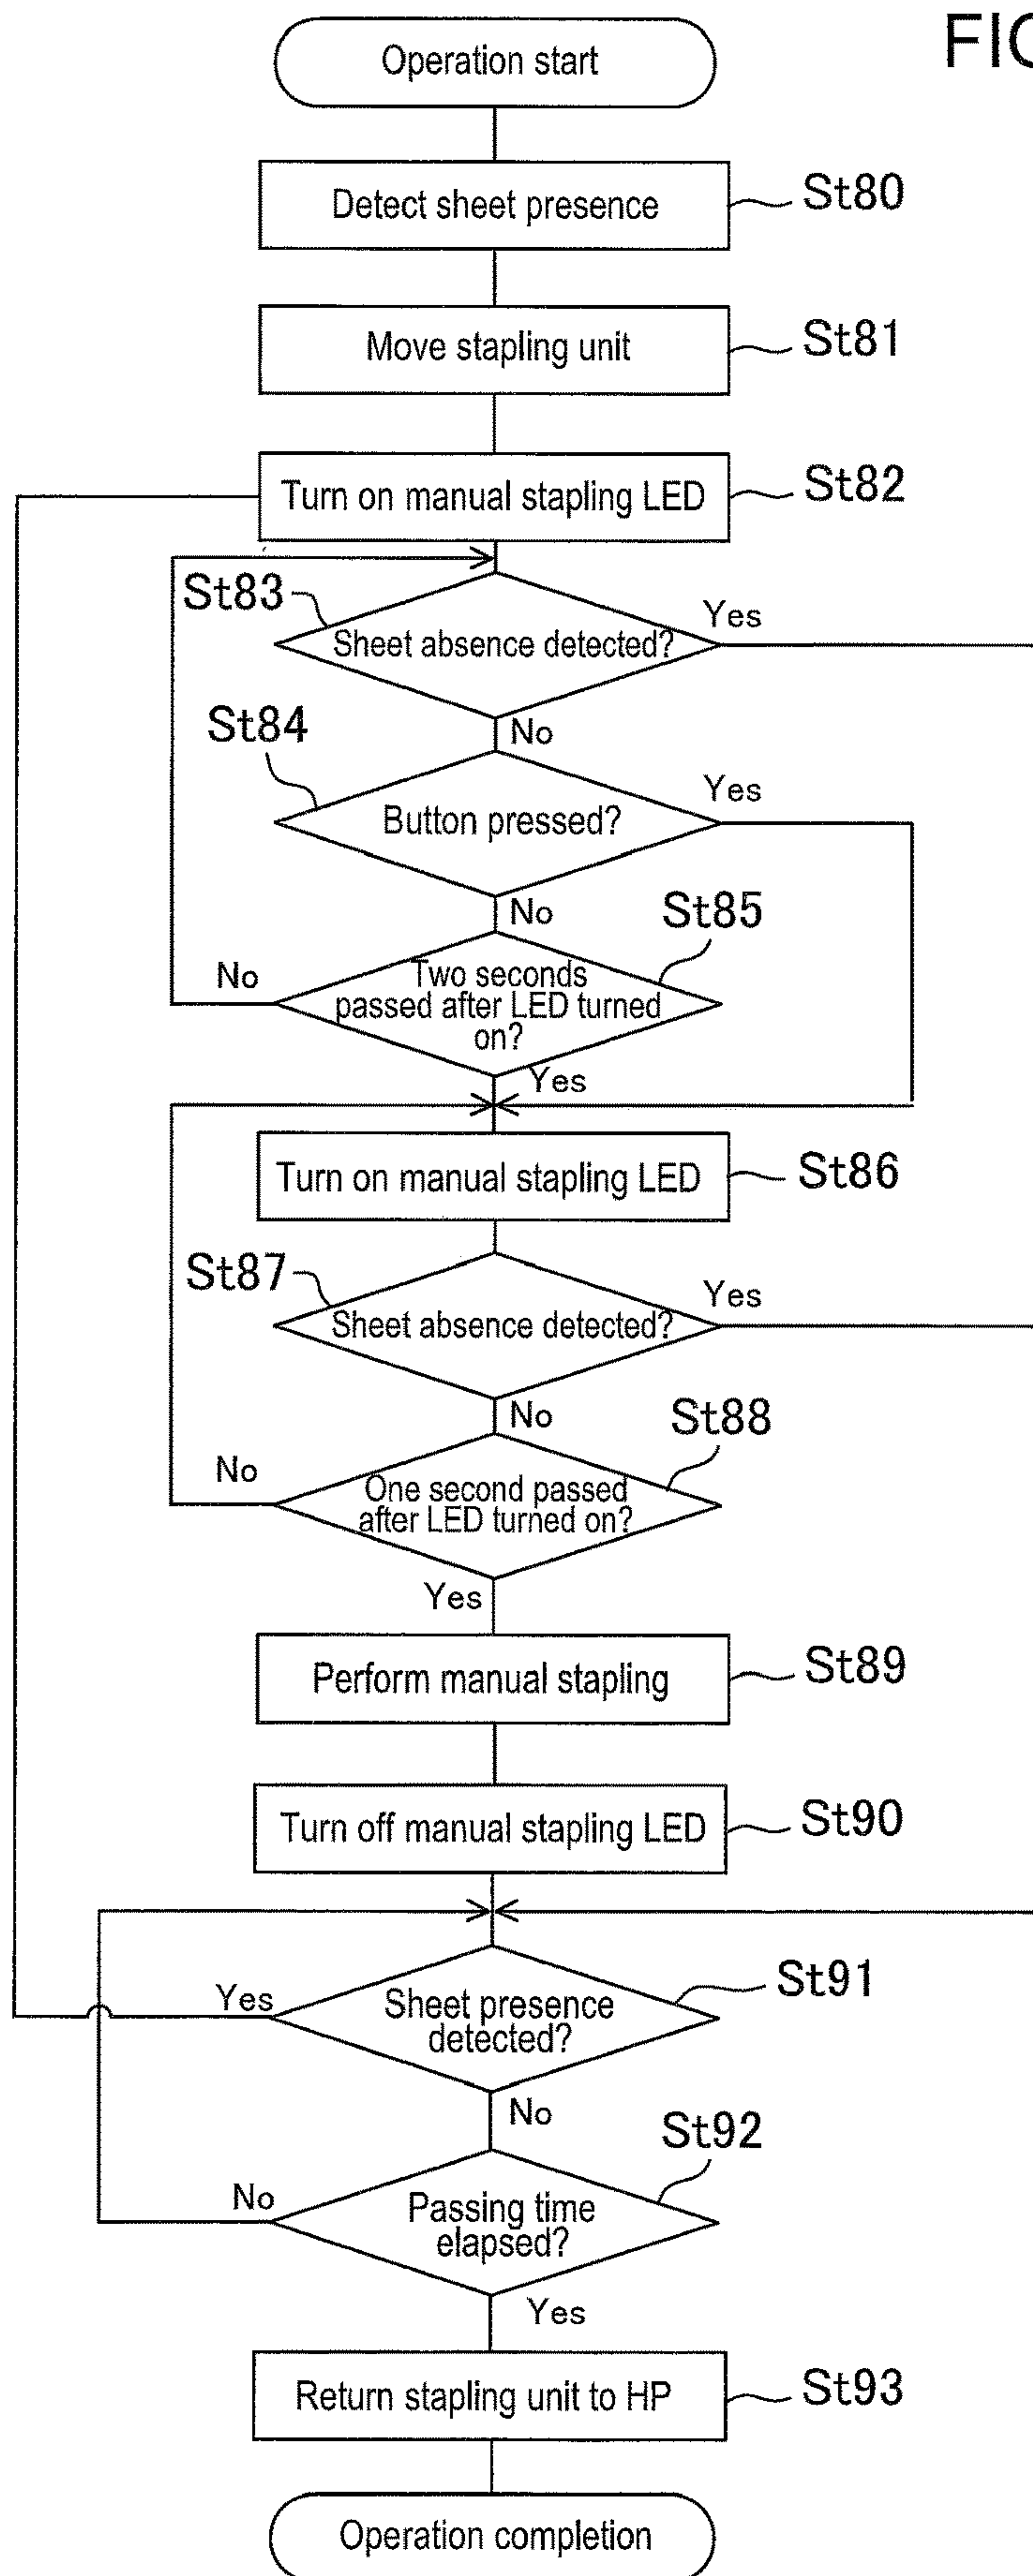 FIG
Operation start
Detect sheet presence
St80
Move stapling unit
St81
Turn on manual stapling LED
St82
St83
Sheet absence detected?
Yes
No
St84
Button pressed?
Yes
No
St85
Two seconds
passed after LED turned
on?
No
Yes
Turn on manual stapling LED
St86
St87
Sheet absence detected?
Yes
No
St88
One second passed
after LED turned on?
No
Yes
Perform manual stapling
St89
Turn off manual stapling LED
St90
St91
Sheet presence
detected?
Yes
No
St92
Passing time
elapsed?
No
Yes
Return stapling unit to HP
St93
Operation completion